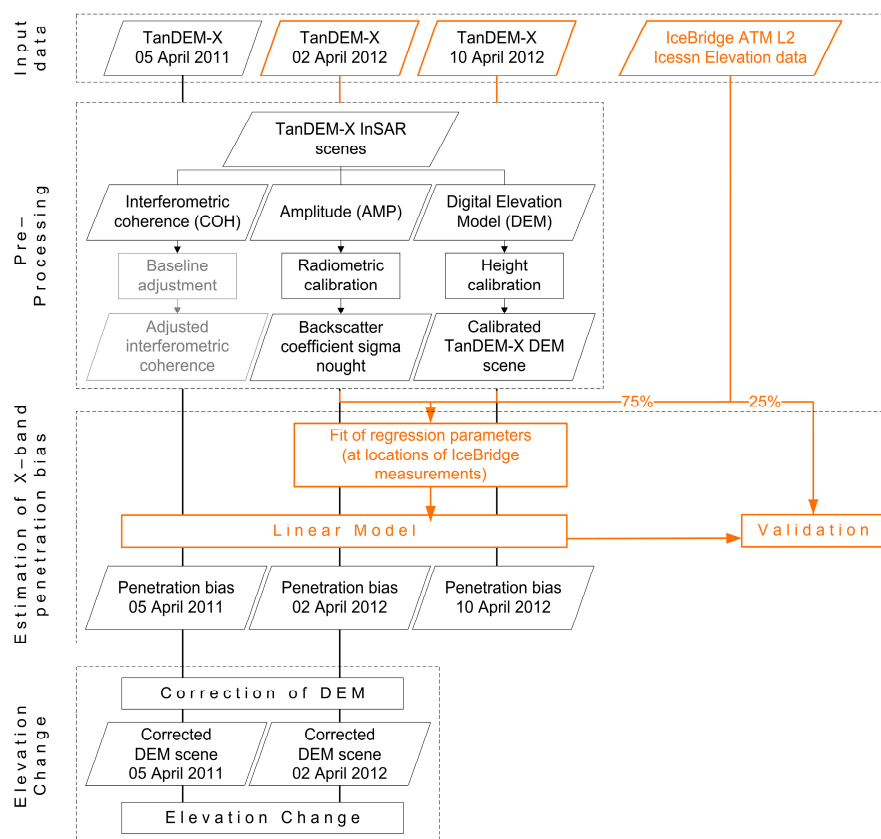 Input
data
TanDEM-X
05 April 2011
TanDEM-X
02 April 2012
TanDEM-X
10 April 2012
IceBridge ATM L2
Icessn Elevation data
Pre–
Processing
TanDEM-X InSAR
scenes
Interferometric
coherence (COH)
Amplitude (AMP)
Digital Elevation
Model (DEM)
Baseline
adjustment
Radiometric
calibration
Height
calibration
Adjusted
interferometric
coherence
Backscatter
coefficient sigma
nought
Calibrated
TanDEM-X DEM
scene
75%
25%
Estimation of X–band
penetration bias
Fit of regression parameters
(at locations of IceBridge
measurements)
Linear Model
Validation
Penetration bias
05 April 2011
Penetration bias
02 April 2012
Penetration bias
10 April 2012
Elevation
Change
Correction of DEM
Corrected
DEM scene
05 April 2011
Corrected
DEM scene
02 April 2012
Elevation Change